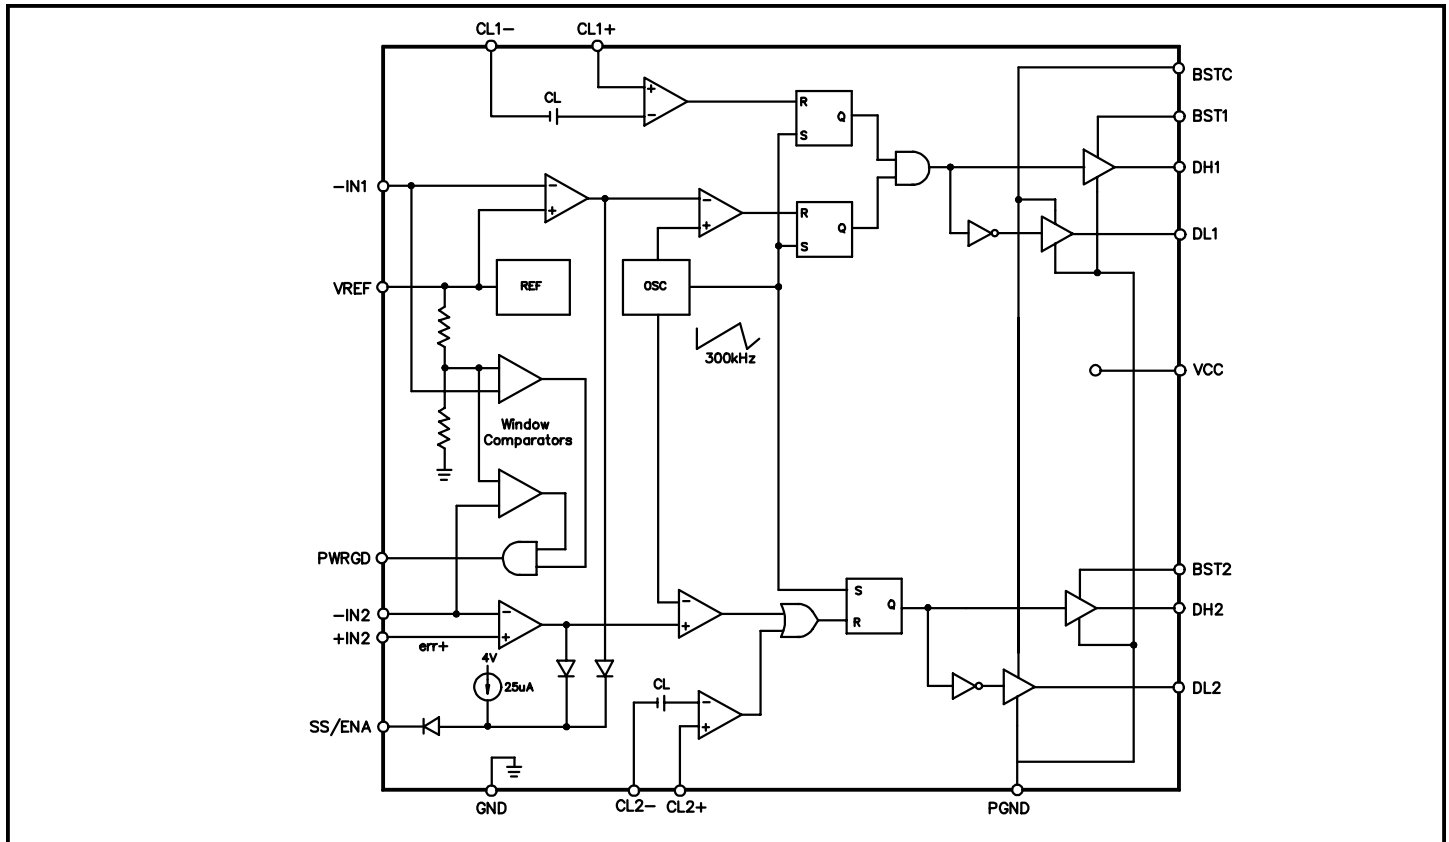 CL1-
CL1+
BSTC
CL
+
-
R
Q
S
BST1
DH1
-IN1
-
+
-
+
R
Q
S
DL1
VREF
REF
OSC
300kHz
VCC
Window
Comparators
PWRGD
BST2
S
Q
R
-IN2
-
+
-
+
DH2
+IN2
err+
4V
25uA
CL
-
+
DL2
SS/ENA
GND
CL2-
CL2+
PGND